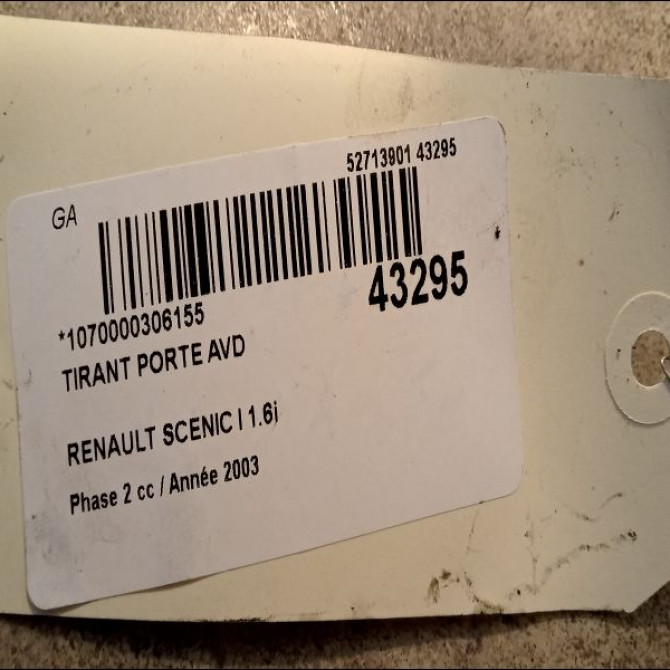 52713901 43295
GA
43295
*1070000306155
TIRANT PORTE AVD
RENAULT SCENIC I 1.6i
Phase 2 cc / Année 2003